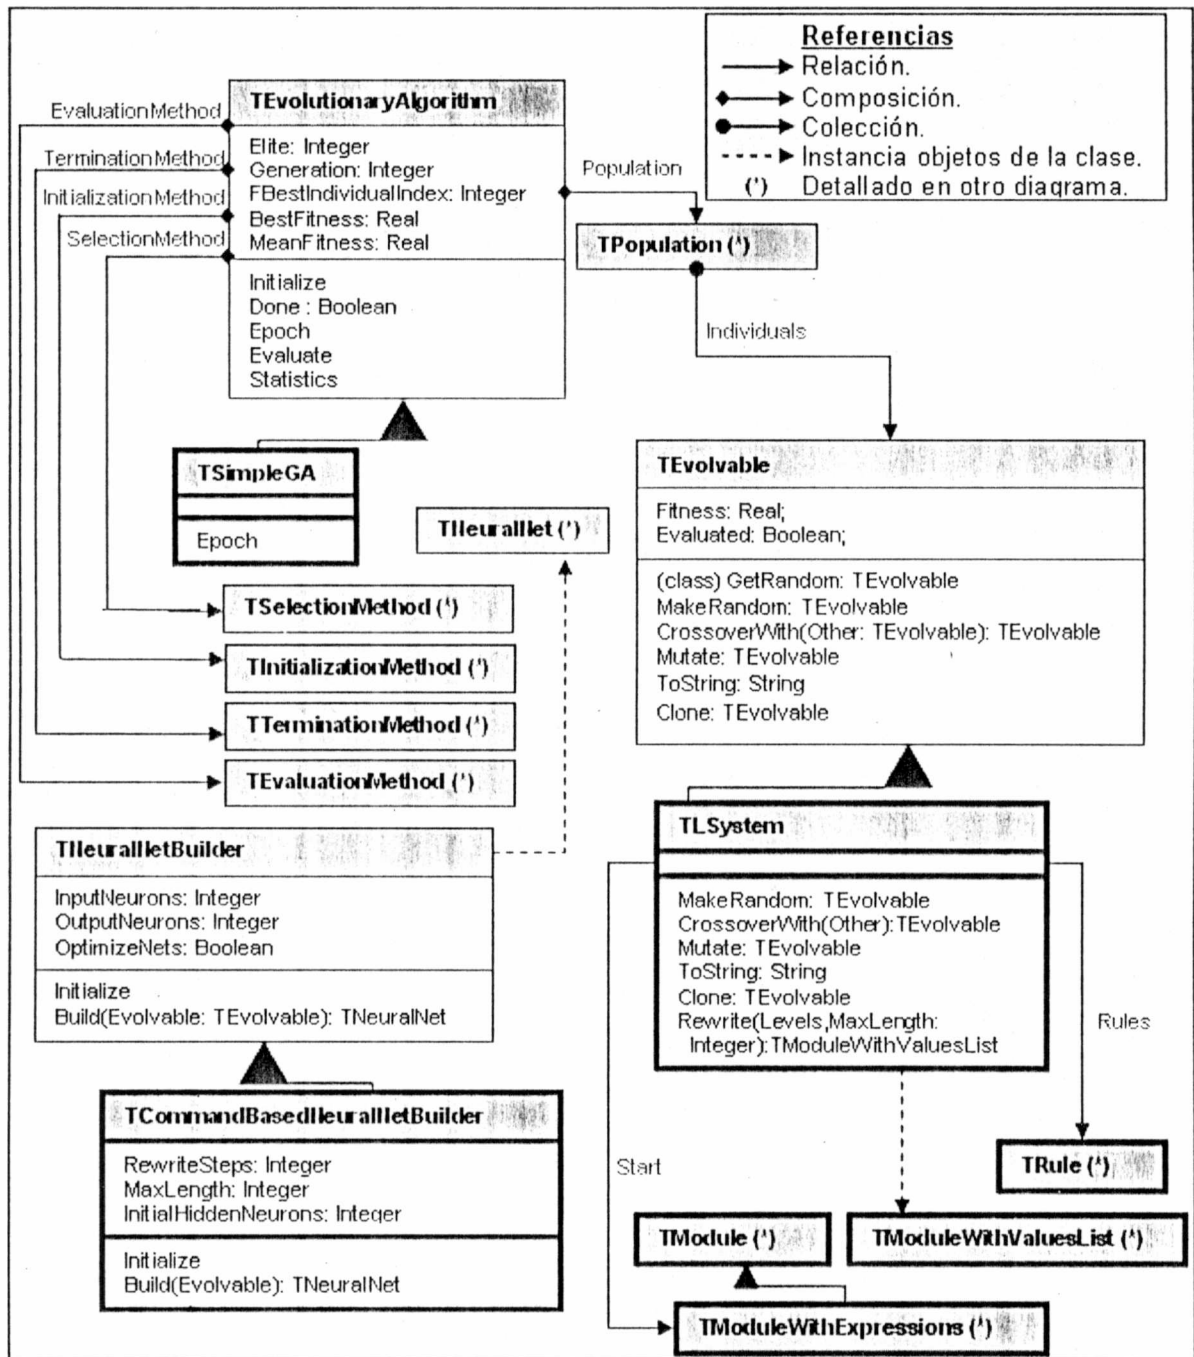 Referencias
Relación.
Composición.
Colección.
Instancia objetos de la clase.
(*) Detallado en otro diagrama.
EvaluationMethod
TerminationMethod
InitializationMethod
SelectionMethod
TEvolutionaryAlgorithm
Elite: Integer
Generation: Integer
FBestIndividualIndex: Integer
BestFitness: Real
MeanFitness: Real
Initialize
Done : Boolean
Epoch
Evaluate
Statistics
Population
TPopulation (*)
Individuals
TSimpleGA
Epoch
TNeuralNet (*)
TEvolvable
Fitness: Real;
Evaluated: Boolean;
(class) GetRandom: TEvolvable
MakeRandom: TEvolvable
CrossoverWith(Other: TEvolvable): TEvolvable
Mutate: TEvolvable
ToString: String
Clone: TEvolvable
TSelectionMethod (*)
TInitializationMethod (*)
TTerminationMethod (*)
TEvaluationMethod (*)
TNeuralNetBuilder
InputNeurons: Integer
OutputNeurons: Integer
OptimizeNets: Boolean
Initialize
Build(Evolvable: TEvolvable): TNeuralNet
TLSystem
MakeRandom: TEvolvable
CrossoverWith(Other):TEvolvable
Mutate: TEvolvable
ToString: String
Clone: TEvolvable
Rewrite(Levels,MaxLength:
Integer):TModuleWithValuesList
Rules
TCommandBasedNeuralNetBuilder
RewriteSteps: Integer
MaxLength: Integer
InitialHiddenNeurons: Integer
Initialize
Build(Evolvable): TNeuralNet
Start
TRule (*)
TModule (*)
TModuleWithValuesList (*)
TModuleWithExpressions (*)